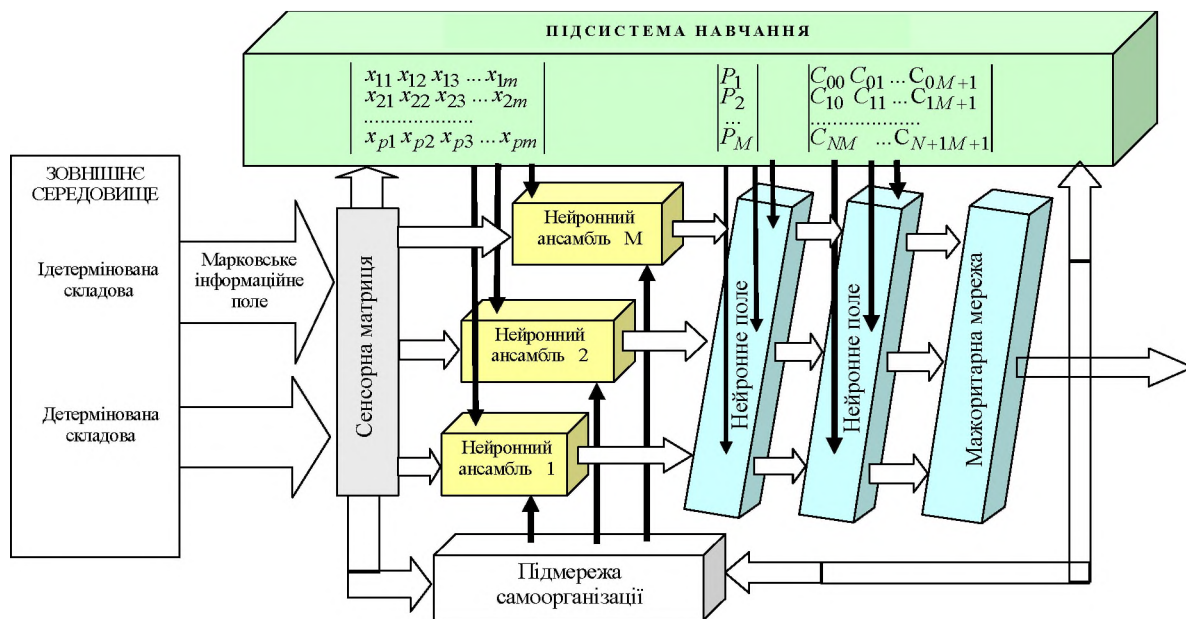 ПІДСИСТЕМА НАВЧАННЯ
x11 x12 x13 ... x1m
x21 x22 x23 ... x2m
.....................
xp1 xp2 xp3 ... xpm
P1
P2
...
PM
C00 C01 ... C0M+1
C10 C11 ... C1M+1
.....................
CNM ... CN+1M+1
ЗОВНІШНЄ
СЕРЕДОВИЩЕ
Ідетермінована
складова
Детермінована
складова
Марковське
інформаційне
поле
Сенсорна матриця
Нейронний
ансамбль M
Нейронний
ансамбль 2
Нейронний
ансамбль 1
Нейронне поле
Нейронне поле
Мажоритарна мережа
Підмережа
самоорганізації